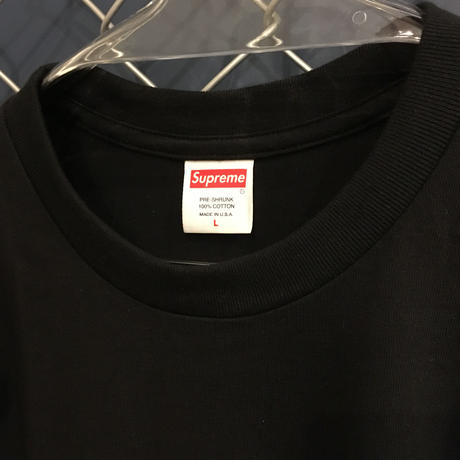 Supreme
PRE-SHRUNK
100% COTTON
MADE IN U.S.A.
L